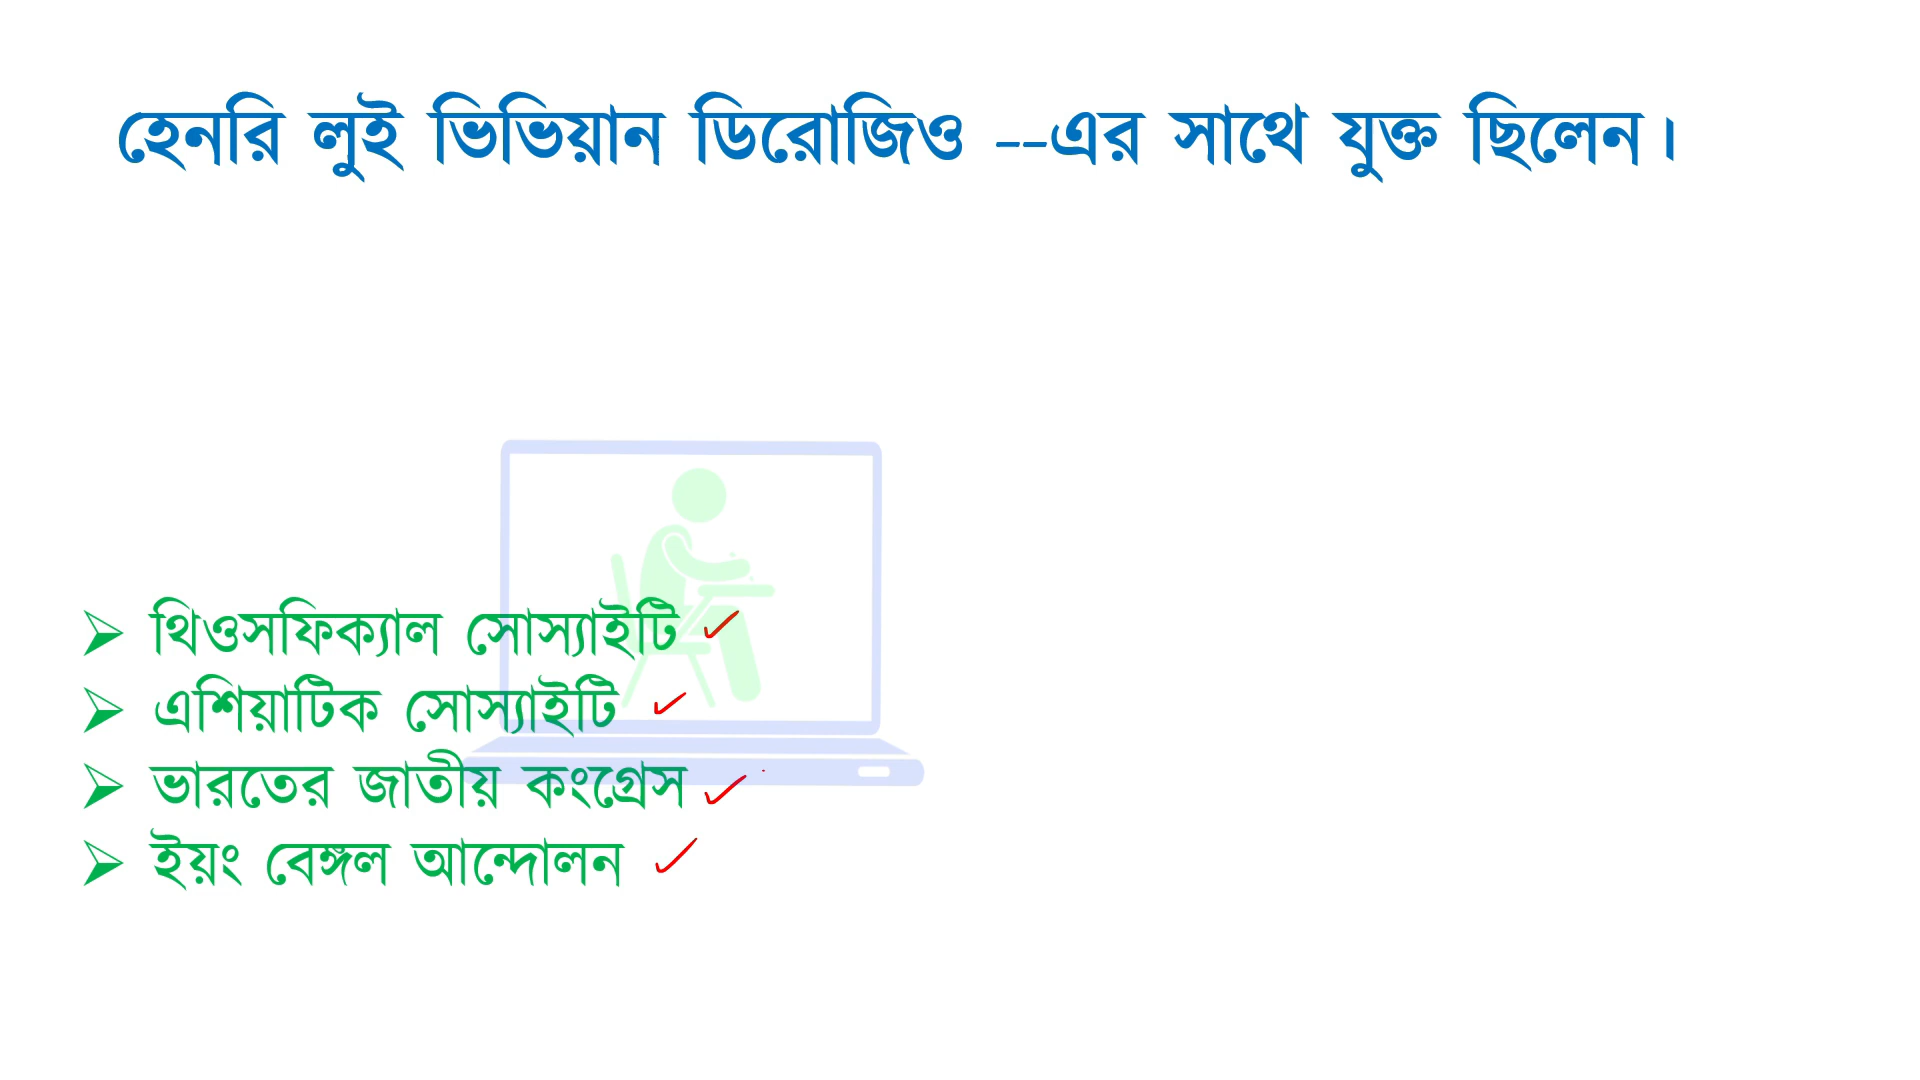 হেনরি লুই ভিভিয়ান ডিরোজিও --এর সাথে যুক্ত ছিলেন।
➢ থিওসফিক্যাল সোস্যাইটি ✓
➢ এশিয়াটিক সোস্যাইটি ✓
➢ ভারতের জাতীয় কংগ্রেস ✓
➢ ইয়ং বেঙ্গল আন্দোলন ✓